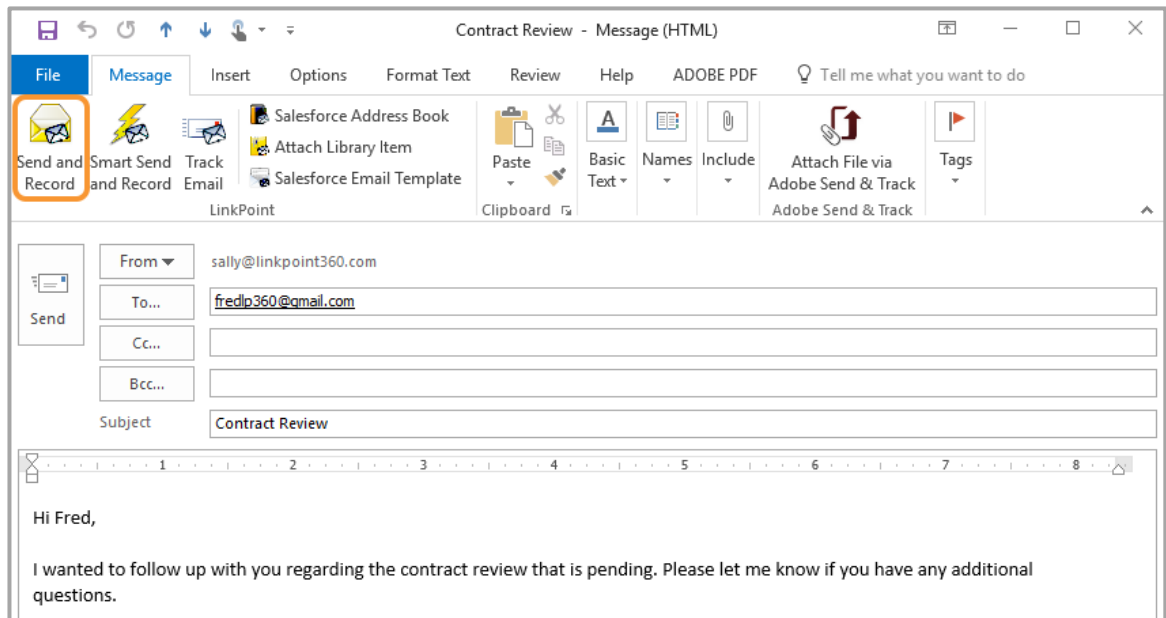 Contract Review - Message (HTML)
File Message Insert Options Format Text Review Help ADOBE PDF Tell me what you want to do
Send and Record
Smart Send and Record
Track Email
Salesforce Address Book
Attach Library Item
Salesforce Email Template
LinkPoint
Paste
Clipboard
Basic Text
Names
Include
Attach File via
Adobe Send & Track
Adobe Send & Track
Tags
Send
From sally@linkpoint360.com
To... fredlp360@gmail.com
Cc...
Bcc...
Subject Contract Review
1 2 3 4 5 6 7 8
Hi Fred,
I wanted to follow up with you regarding the contract review that is pending. Please let me know if you have any additional
questions.